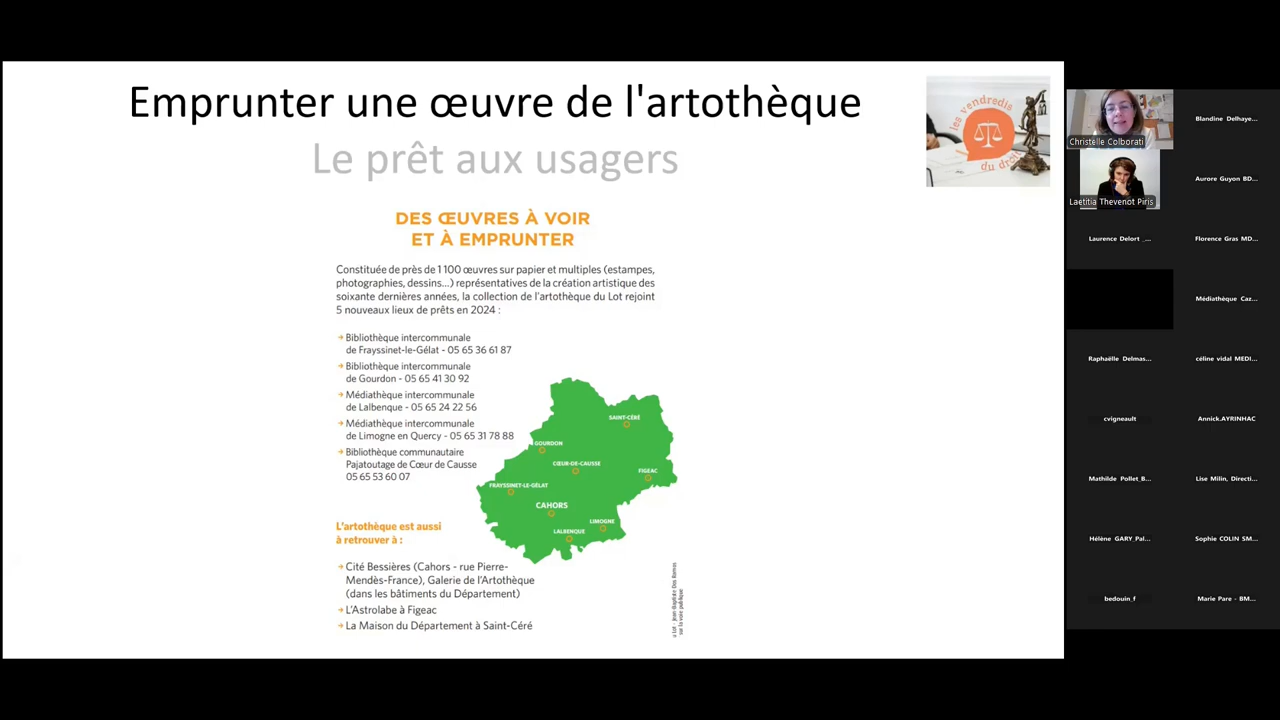 Emprunter une œuvre de l'artothèque
Le prêt aux usagers
les vendredis
du droit
DES ŒUVRES À VOIR
ET À EMPRUNTER
Constituée de près de 1 100 œuvres sur papier et multiples (estampes,
photographies, dessins...) représentatives de la création artistique des
soixante dernières années, la collection de l'artothèque du Lot rejoint
5 nouveaux lieux de prêts en 2024 :
Bibliothèque intercommunale
de Frayssinet-le-Gélat - 05 65 36 61 87
Bibliothèque intercommunale
de Gourdon - 05 65 41 30 92
Médiathèque intercommunale
de Lalbenque - 05 65 24 22 56
Médiathèque intercommunale
de Limogne en Quercy - 05 65 31 78 88
Bibliothèque communautaire
Pajatoutage de Cœur de Causse
05 65 53 60 07
SAINT-CÉRÉ
GOURDON
CŒUR-DE-CAUSSE
FIGEAC
FRAYSSINET-LE-GÉLAT
CAHORS
LIMOGNE
LALBENQUE
L'artothèque est aussi
à retrouver à :
Cité Bessières (Cahors - rue Pierre-
Mendès-France), Galerie de l'Artothèque
(dans les bâtiments du Département)
L'Astrolabe à Figeac
La Maison du Département à Saint-Céré
sur la voie publique
Christelle Colborati
Blandine Delhaye...
Laetitia Thevenot Piris
Aurore Guyon BD...
Laurence Delort _...
Florence Gras MD...
Médiathèque Caz...
Raphaëlle Delmas...
céline vidal MEDI...
cvigneault
Annick.AYRINHAC
Mathilde Pollet_B...
Lise Milin, Directi...
Hélène GARY Pal...
Sophie COLIN SM...
bedouin_f
Marie Pare - BM...